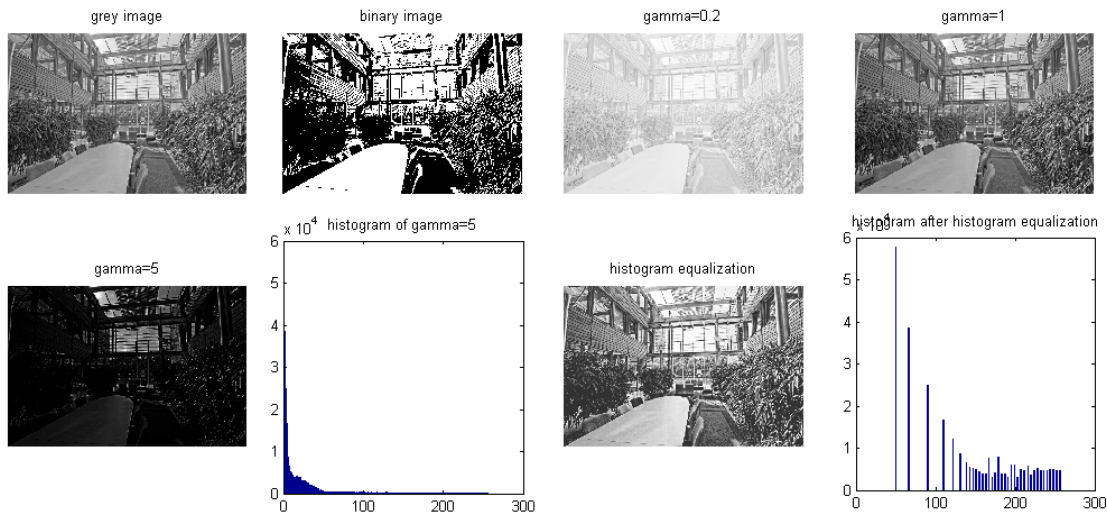 grey image
binary image
gamma=0.2
gamma=1
gamma=5
histogram of gamma=5
x 10^4
6
5
4
3
2
1
0
0 100 200 300
histogram equalization
histogram after histogram equalization
x 10^4
6
5
4
3
2
1
0
0 100 200 300